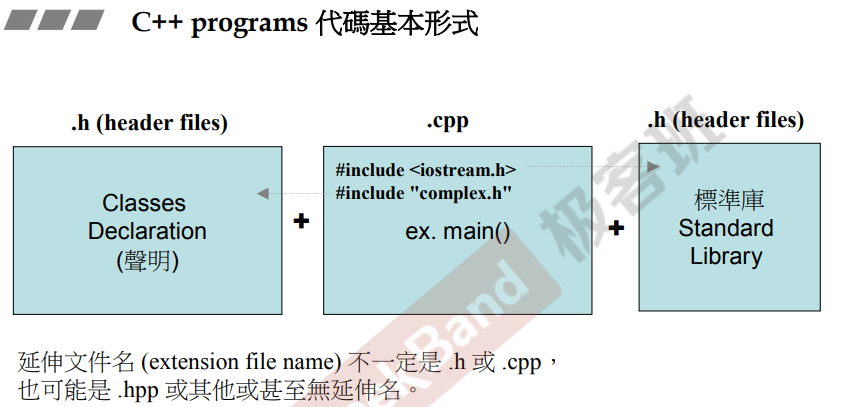 C++ programs 代碼基本形式
.h (header files)
.cpp
.h (header files)
Classes
Declaration
(聲明)
+
#include <iostream.h>
#include "complex.h"
ex. main()
+
標準庫
Standard
Library
延伸文件名 (extension file name) 不一定是 .h 或 .cpp，
也可能是 .hpp 或其他或甚至無延伸名。
极客班